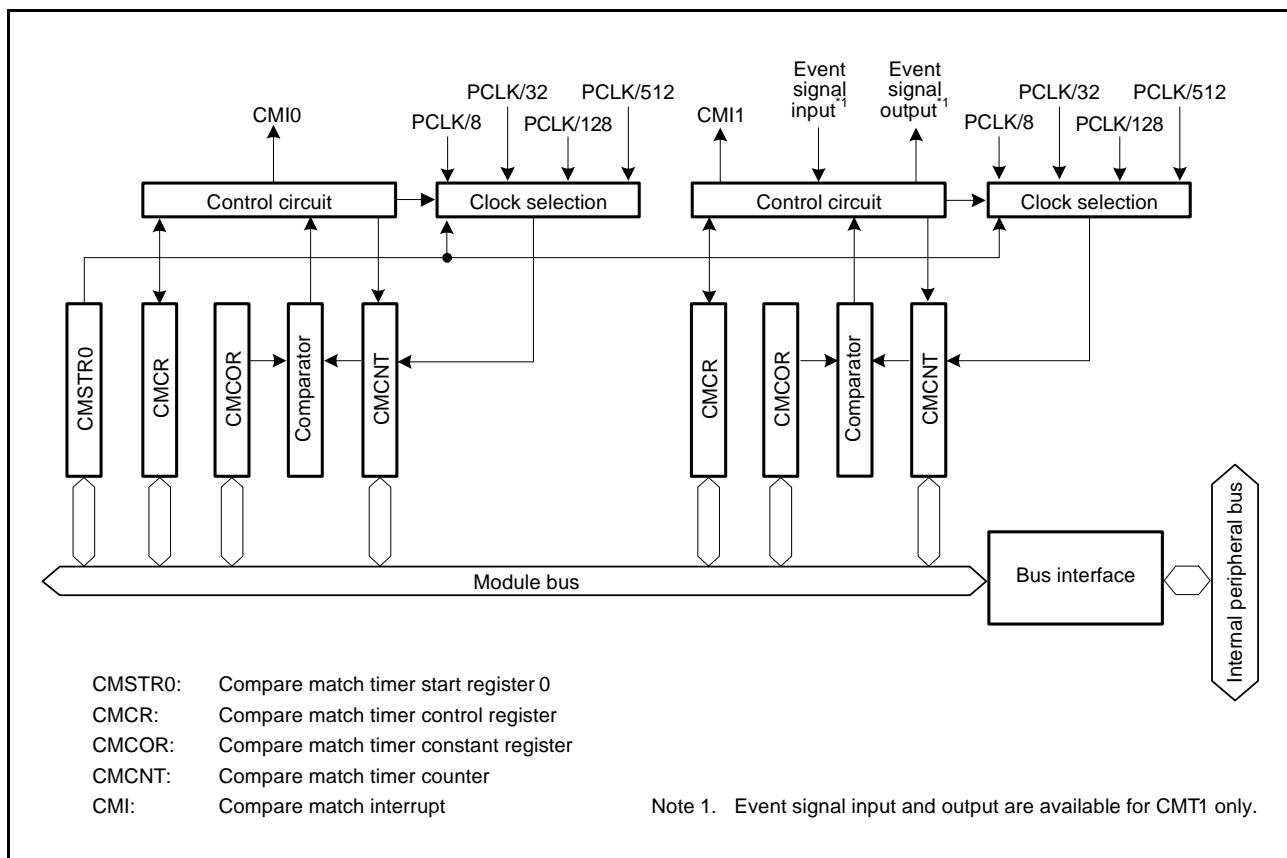 CMI0
PCLK/8
PCLK/32
PCLK/128
PCLK/512
Control circuit
Clock selection
CMI1
Event
signal
input*1
Event
signal
output*1
PCLK/8
PCLK/32
PCLK/128
PCLK/512
Control circuit
Clock selection
CMSTR0
CMCR
CMCOR
Comparator
CMCNT
CMCR
CMCOR
Comparator
CMCNT
Module bus
Bus interface
Internal peripheral bus
CMSTR0: Compare match timer start register 0
CMCR: Compare match timer control register
CMCOR: Compare match timer constant register
CMCNT: Compare match timer counter
CMI: Compare match interrupt
Note 1. Event signal input and output are available for CMT1 only.